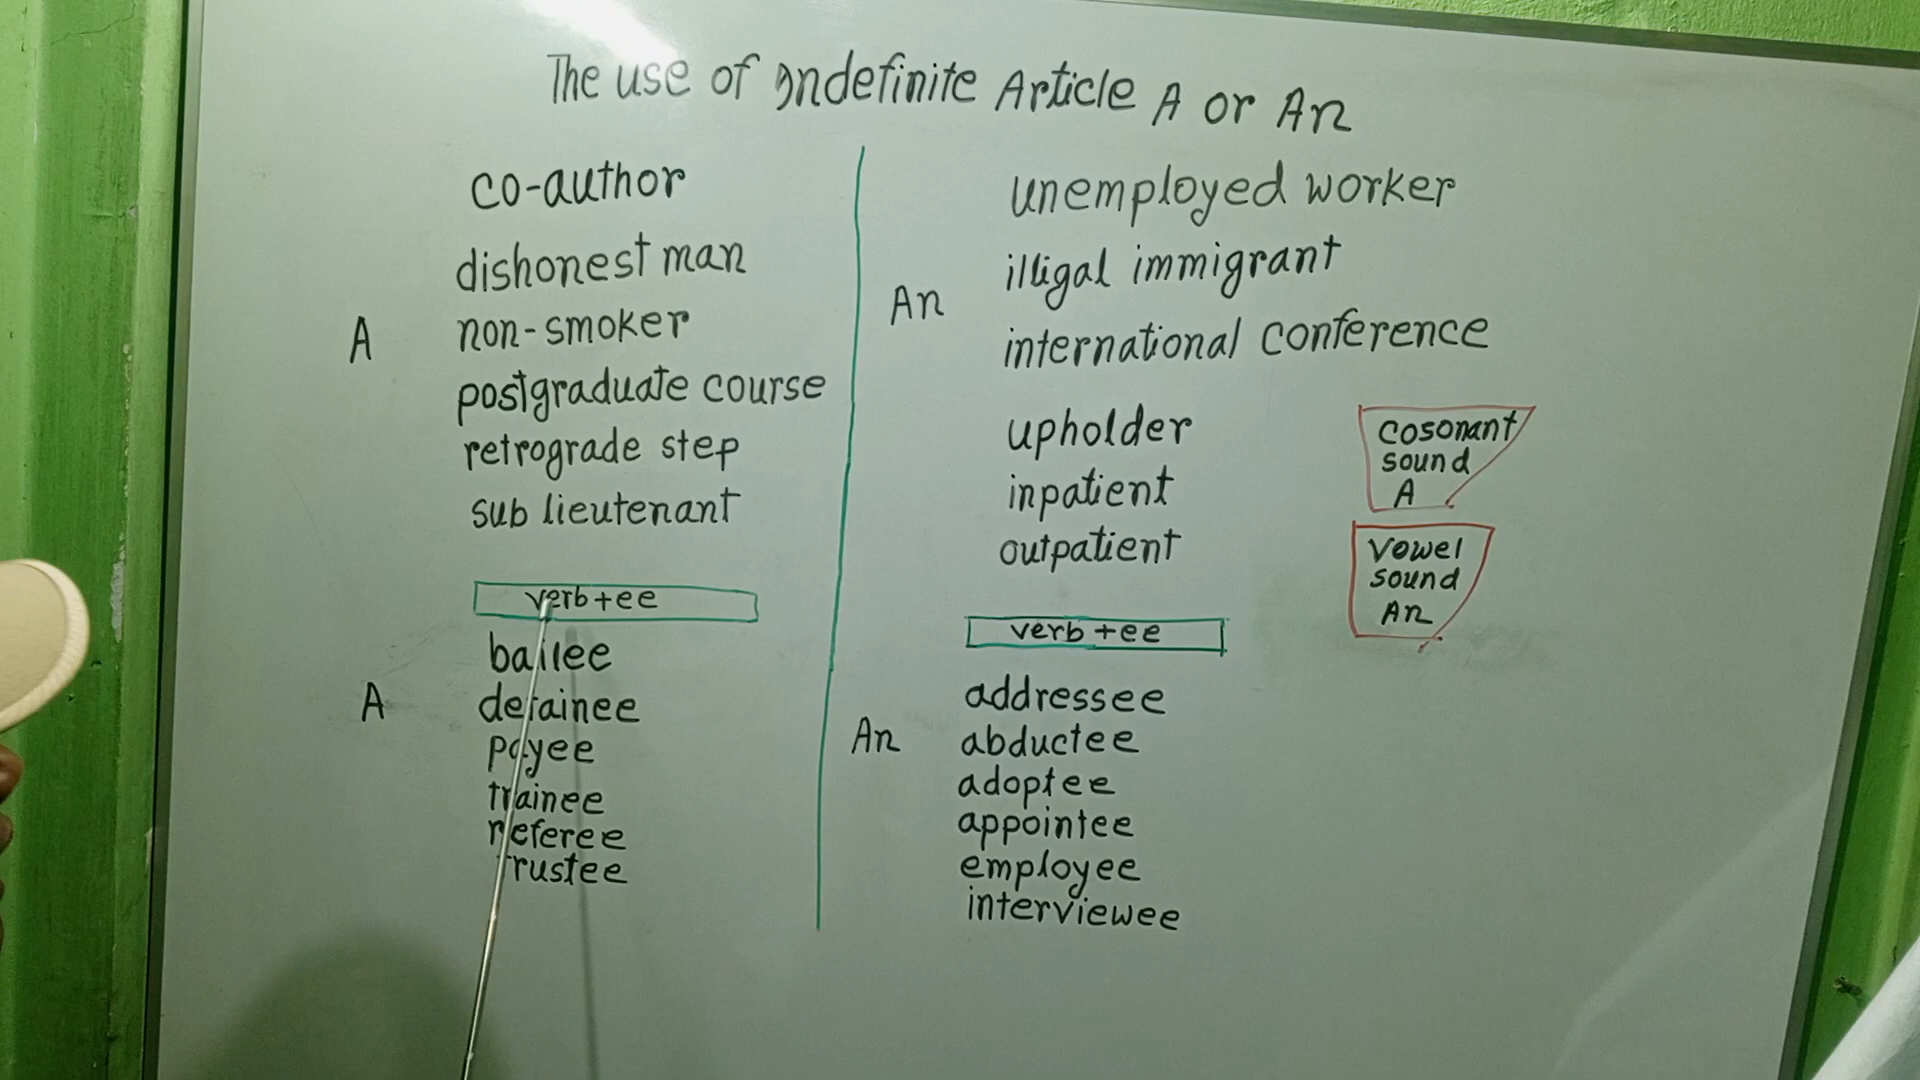 The use of Indefinite Article A or An
A
co-author
dishonest man
non-smoker
postgraduate course
retrograde step
sub lieutenant
verb+ee
A
bailee
detainee
payee
trainee
referee
trustee
An
unemployed worker
illigal immigrant
international conference
upholder
inpatient
outpatient
verb +ee
An
addressee
abductee
adoptee
appointee
employee
interviewee
cosonant
sound
A
vowel
sound
An